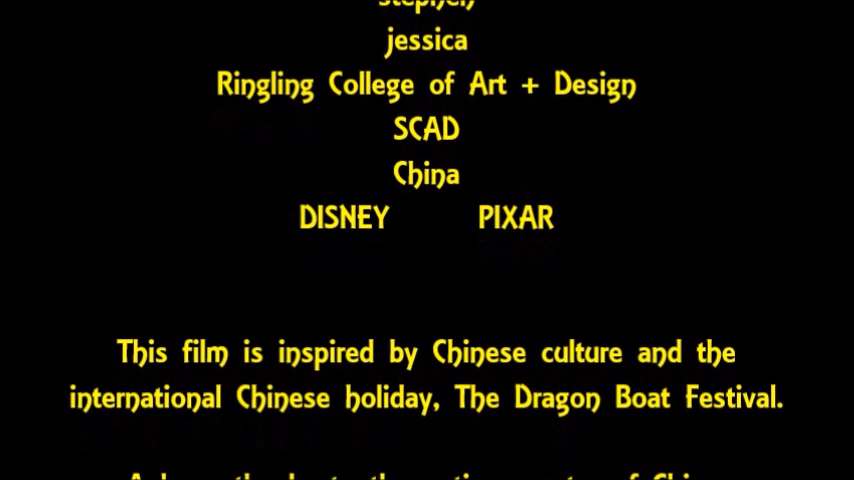 stephen
jessica
Ringling College of Art + Design
SCAD
China
DISNEY PIXAR
This film is inspired by Chinese culture and the
international Chinese holiday, The Dragon Boat Festival.